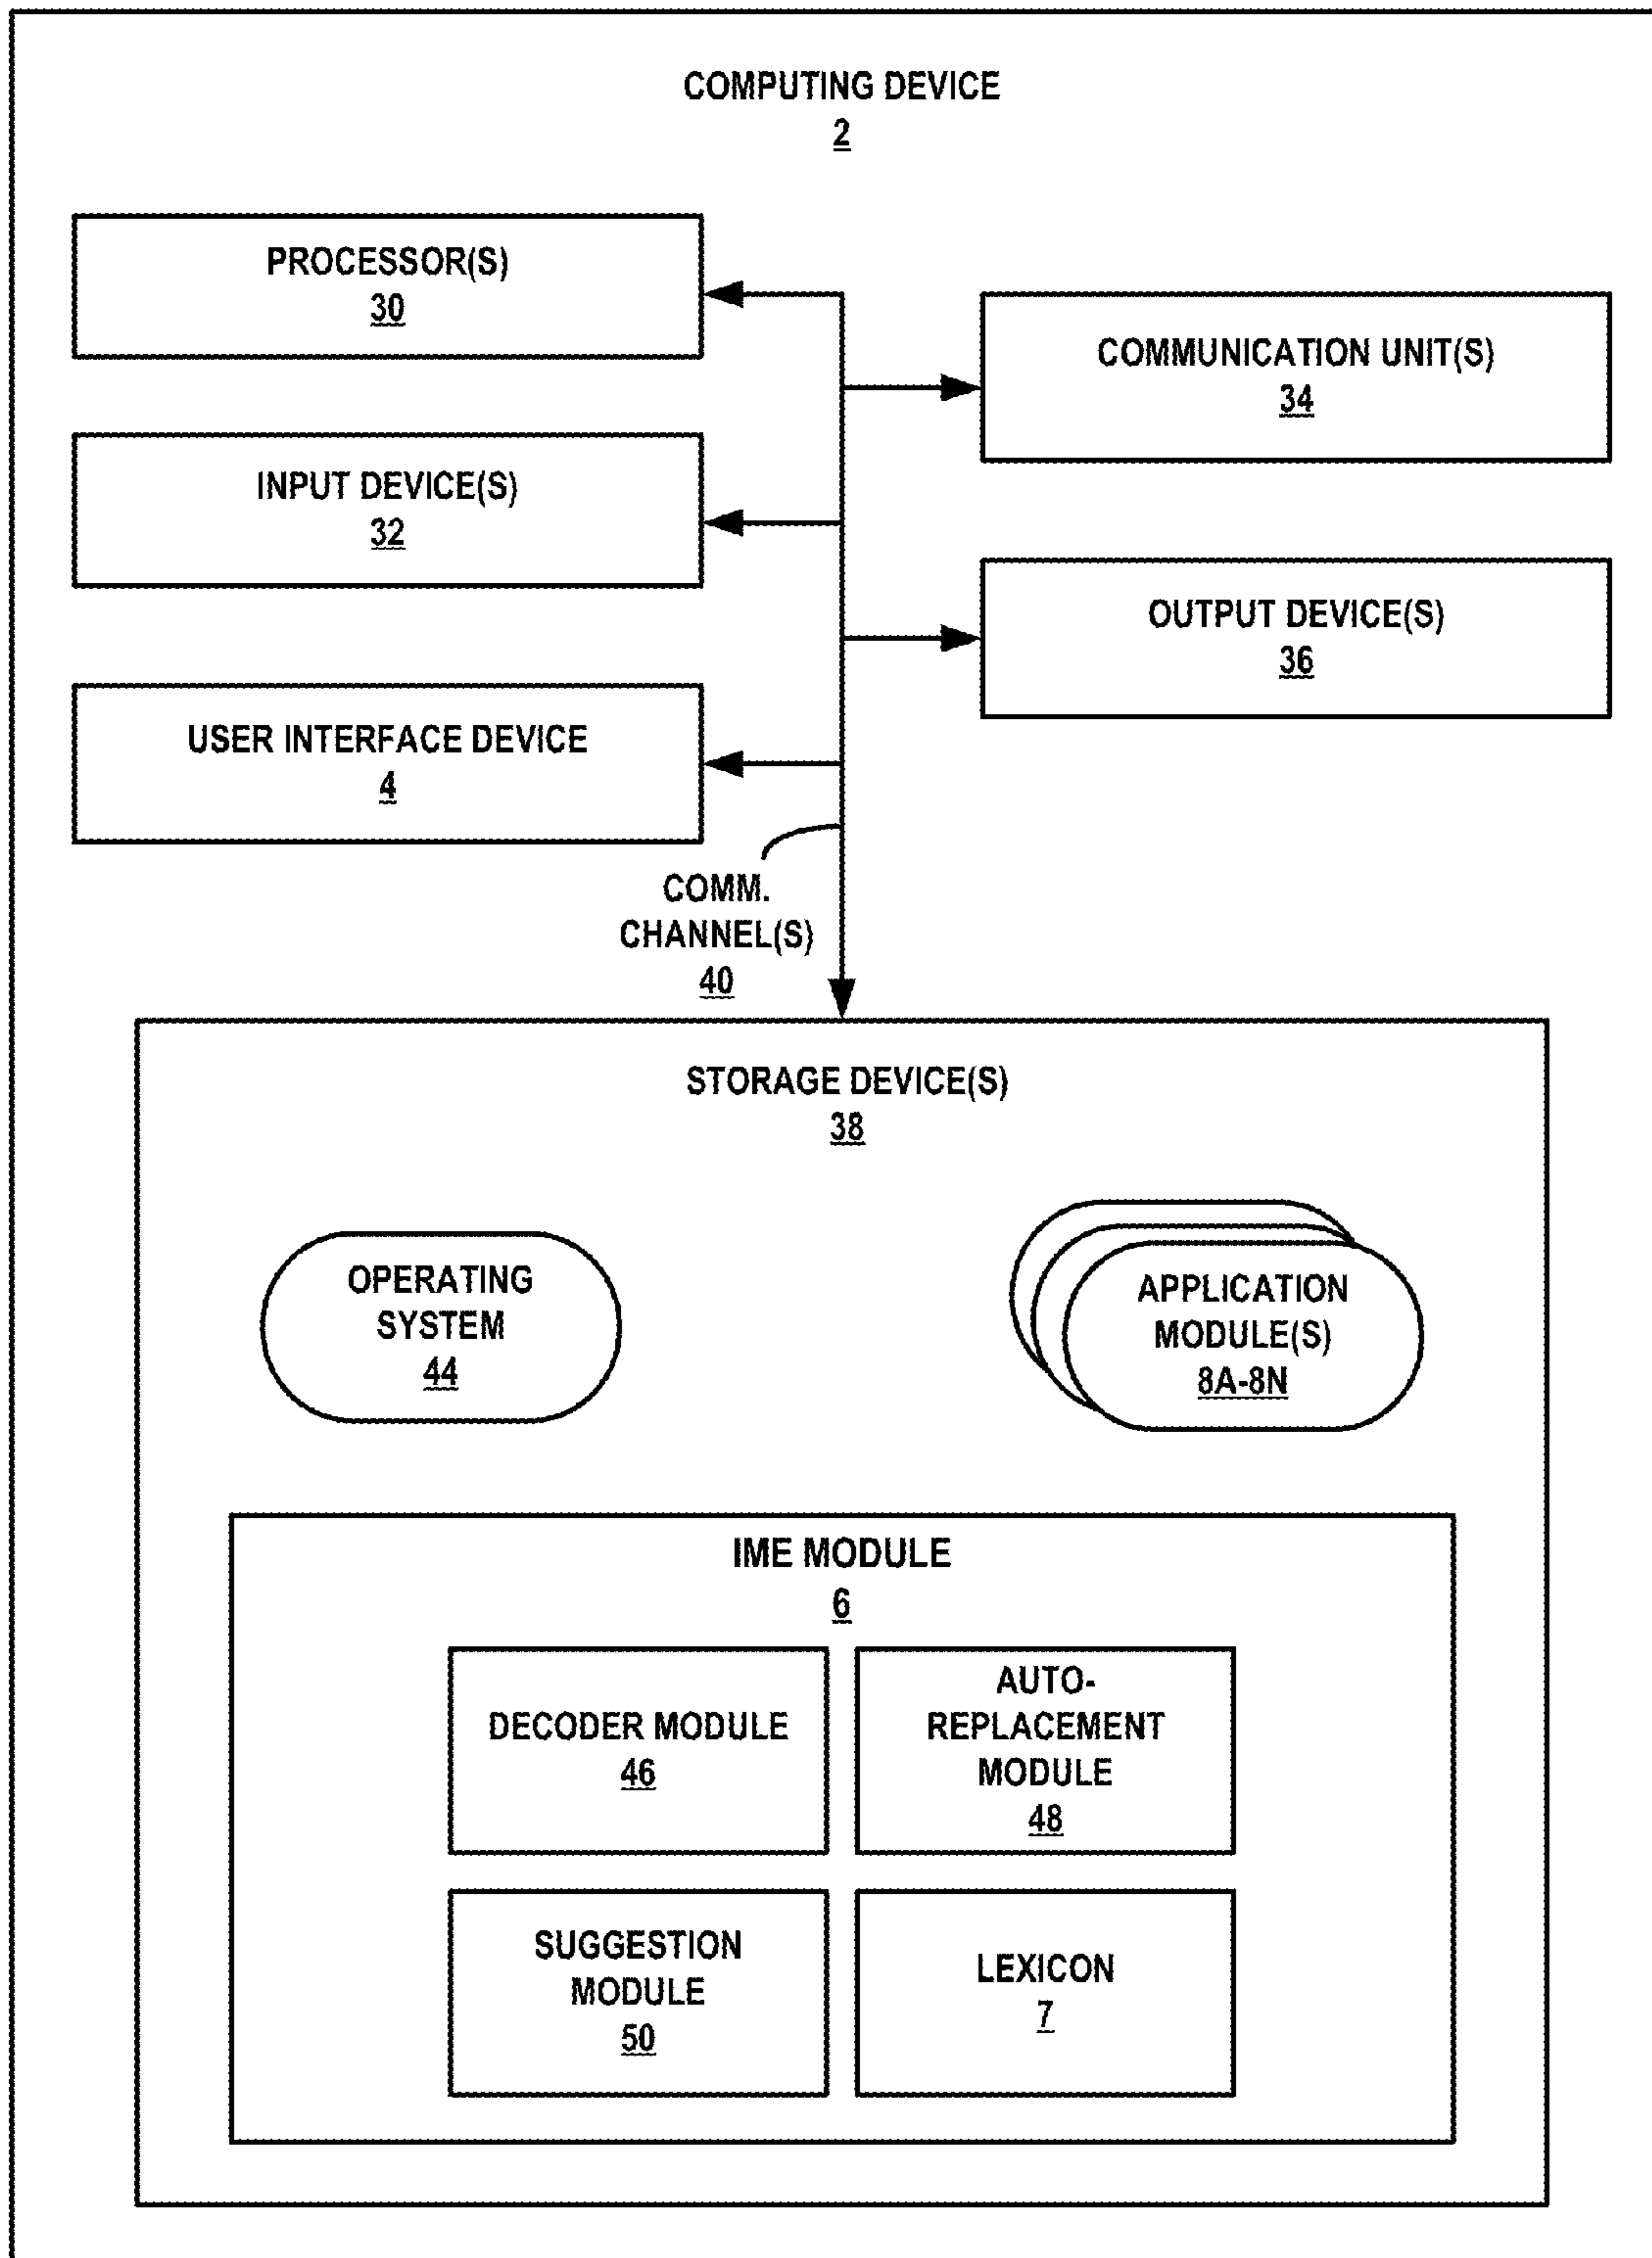 COMPUTING DEVICE
2
PROCESSOR(S)
30
COMMUNICATION UNIT(S)
34
INPUT DEVICE(S)
32
OUTPUT DEVICE(S)
36
USER INTERFACE DEVICE
4
COMM.
CHANNEL(S)
40
STORAGE DEVICE(S)
38
OPERATING
SYSTEM
44
APPLICATION
MODULE(S)
8A-8N
IME MODULE
6
DECODER MODULE
46
AUTO-
REPLACEMENT
MODULE
48
SUGGESTION
MODULE
50
LEXICON
7